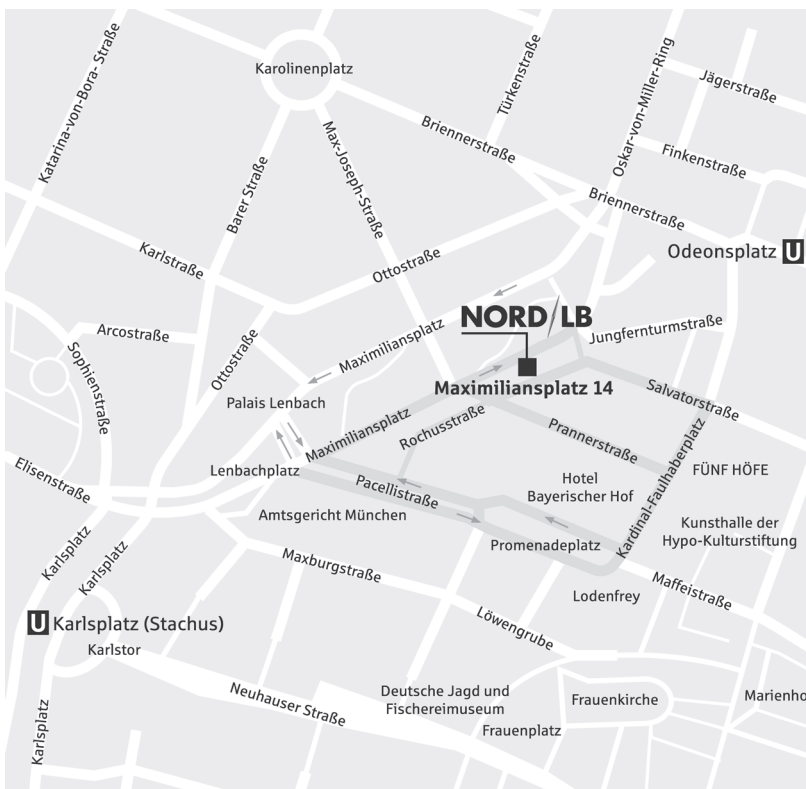 Karolinenplatz
Katarina-von-Bora- Straße
Türkenstraße
Oskar-von-Miller-Ring
Jägerstraße
Briennerstraße
Max-Joseph-Straße
Finkenstraße
Barer Straße
Briennerstraße
Karlstraße
Ottostraße
Odeonsplatz U
NORD/LB
Jungfernturmstraße
Arcostraße
Maximiliansplatz
Sophienstraße
Ottostraße
Maximiliansplatz 14
Salvatorstraße
Palais Lenbach
Maximiliansplatz
Rochusstraße
Prannerstraße
Kardinal-Faulhaberplatz
Lenbachplatz
FÜNF HÖFE
Elisenstraße
Pacellistraße
Hotel
Bayerischer Hof
Amtsgericht München
Kunsthalle der
Hypo-Kulturstiftung
Promenadeplatz
Karlsplatz
Karlsplatz
Maxburgstraße
Maffeistraße
Lodenfrey
U Karlsplatz (Stachus)
Löwengrube
Karlstor
Neuhauser Straße
Deutsche Jagd und
Fischereimuseum
Frauenkirche
Marienho
Frauenplatz
Karlsplatz